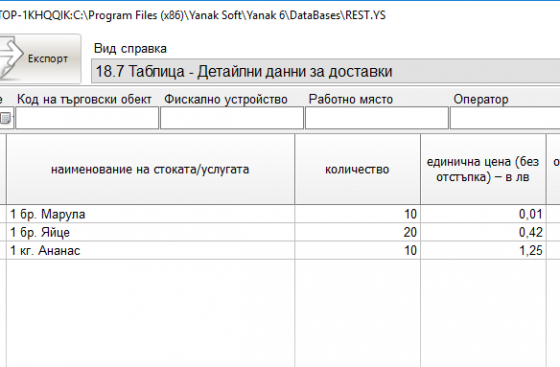 TOP-1KHQQIK:C:\Program Files (x86)\Yanak Soft\Yanak 6\DataBases\REST.YS
Експорт
Вид справка
18.7 Таблица - Детайлни данни за доставки
Код на търговски обект Фискално устройство Работно място Оператор
наименование на стоката/услугата количество единична цена (без
отстъпка) – в лв
1 бр. Марула 10 0,01
1 бр. Яйце 20 0,42
1 кг. Ананас 10 1,25